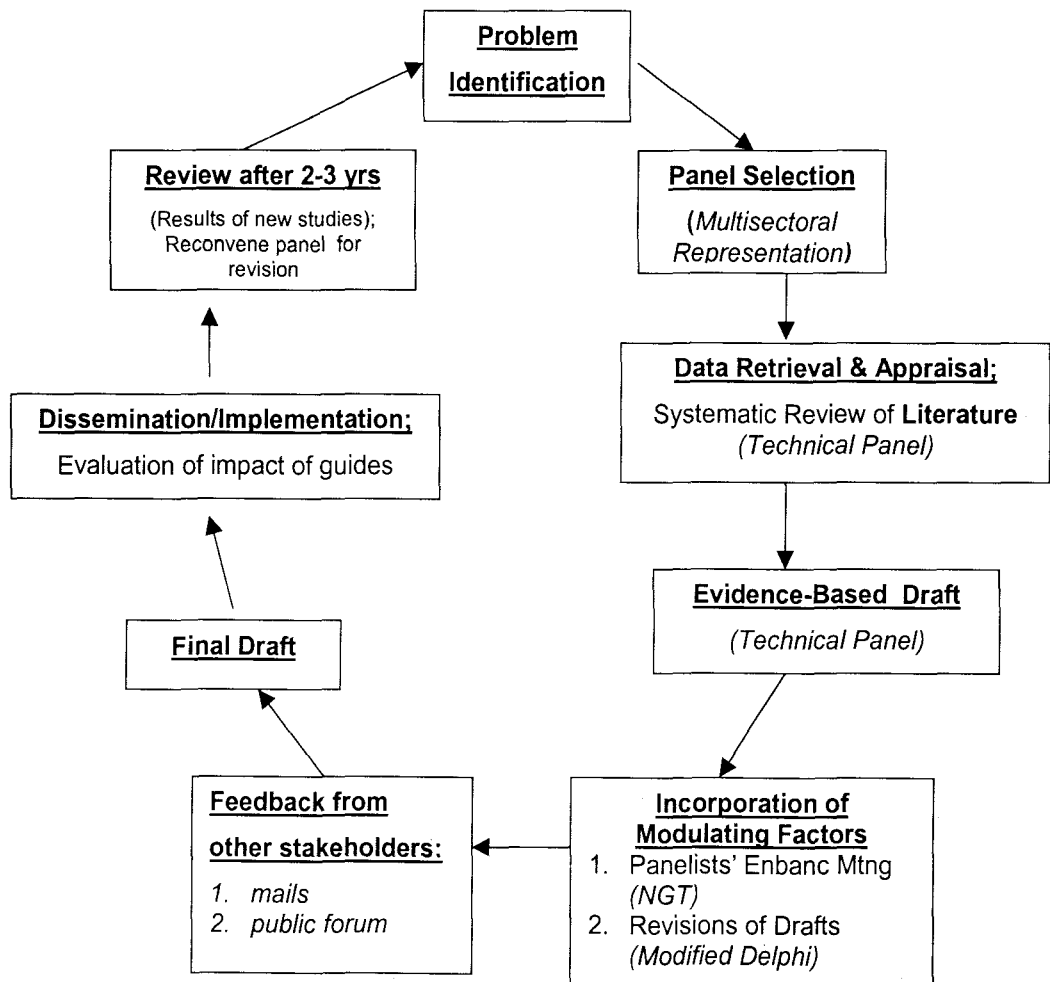 Problem
Identification
Panel Selection
(Multisectoral
Representation)
Data Retrieval & Appraisal;
Systematic Review of Literature
(Technical Panel)
Evidence-Based Draft
(Technical Panel)
Incorporation of
Modulating Factors
1. Panelists' Enbanc Mtng
(NGT)
2. Revisions of Drafts
(Modified Delphi)
Feedback from
other stakeholders:
1. mails
2. public forum
Final Draft
Dissemination/Implementation;
Evaluation of impact of guides
Review after 2-3 yrs
(Results of new studies);
Reconvene panel for
revision